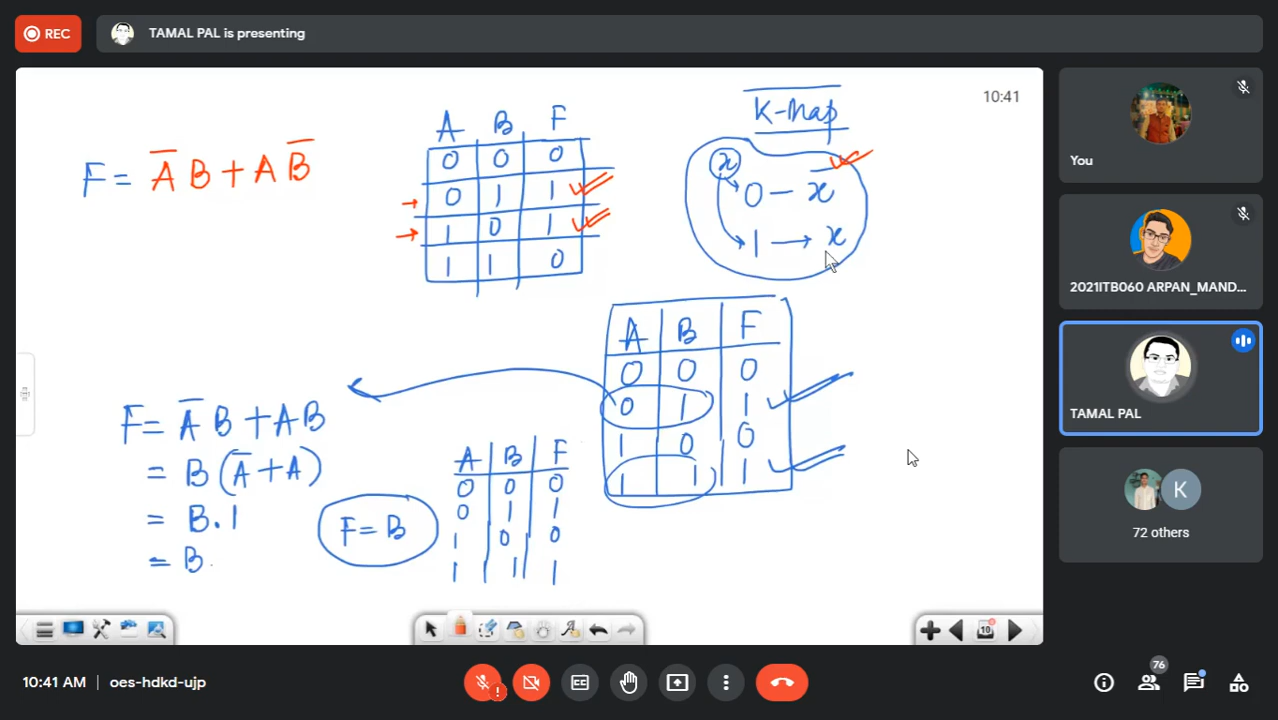 REC
TAMAL PAL is presenting
10:41
K-Map
A B F
0 0 0
0 1 1
1 0 1
1 1 0
F = A̅ B + A B̅
x
0 – x̅
1 → x
A B F
0 0 0
0 1 1
1 0 0
1 1 1
F = A̅ B + A B
= B (A̅ + A)
= B . 1
= B .
F = B
A B F
0 0 0
0 1 1
1 0 0
1 1 1
10
You
2021ITB060 ARPAN_MAND...
TAMAL PAL
K
72 others
10:41 AM | oes-hdkd-ujp
!
CC
76